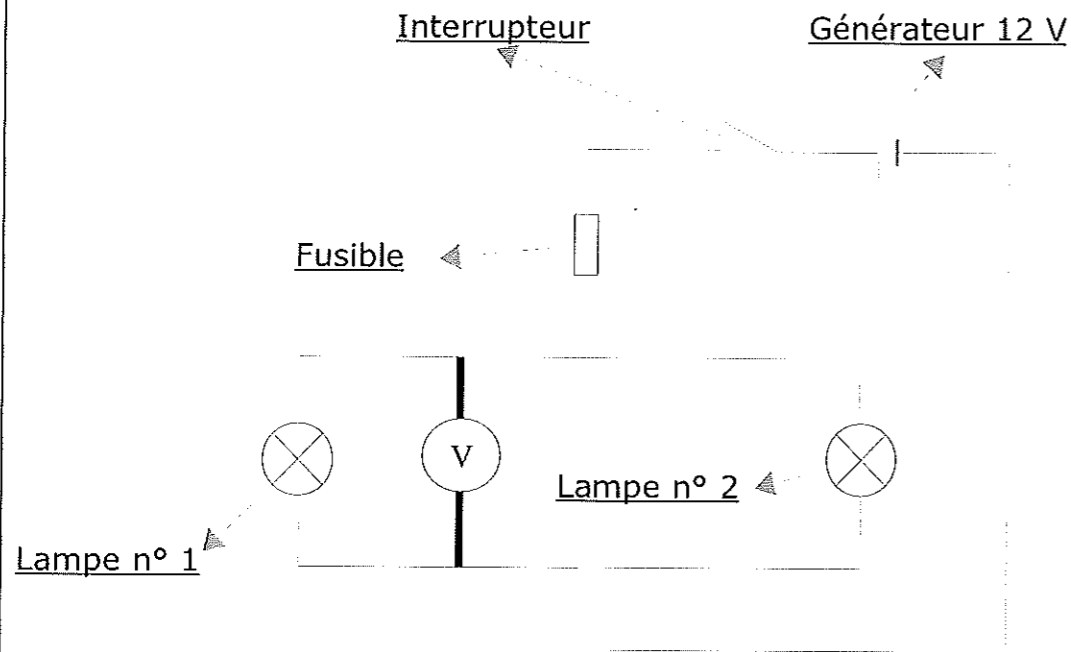 Interrupteur
Générateur 12 V
Fusible
V
Lampe n° 2
Lampe n° 1